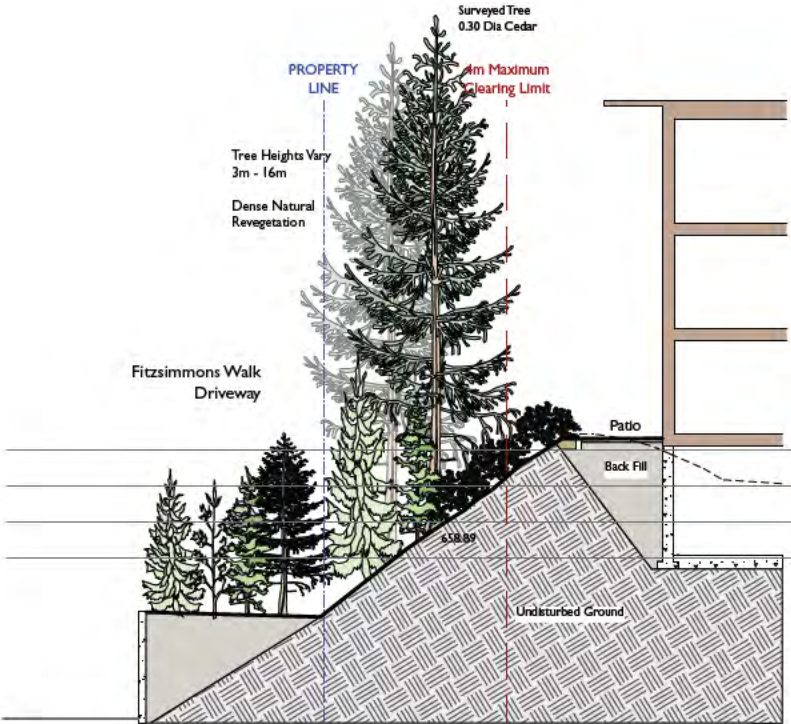 Surveyed Tree
0.30 Dia Cedar
PROPERTY
LINE
4m Maximum
Clearing Limit
Tree Heights Vary
3m - 16m
Dense Natural
Revegetation
Fitzsimmons Walk
Driveway
Patio
Back Fill
658.89
Undisturbed Ground